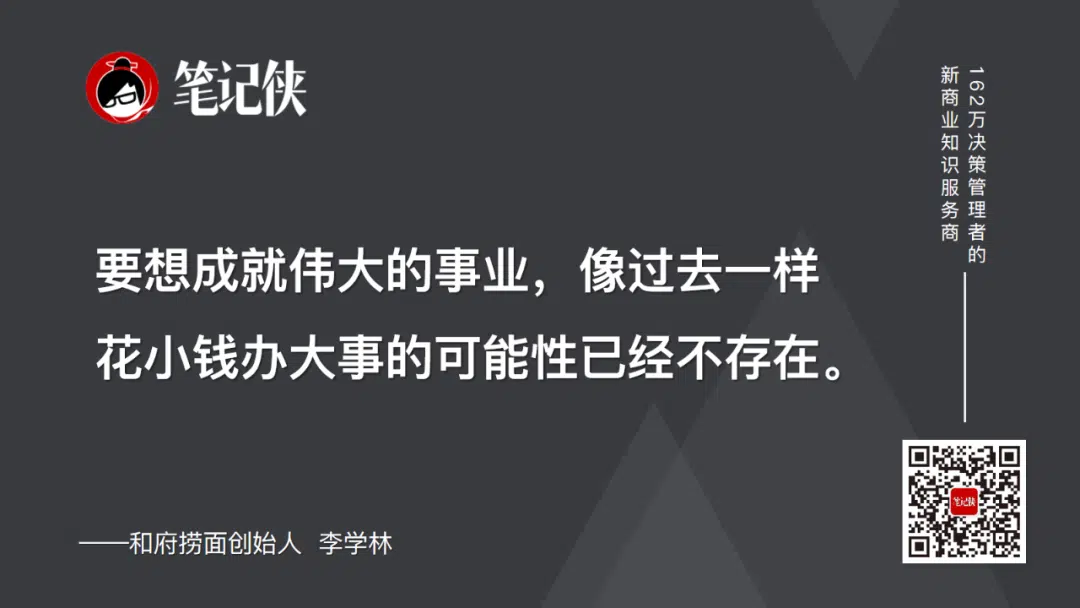 笔记侠
162万决策管理者的
新商业知识服务商
要想成就伟大的事业，像过去一样
花小钱办大事的可能性已经不存在。
——和府捞面创始人 李学林
笔记侠